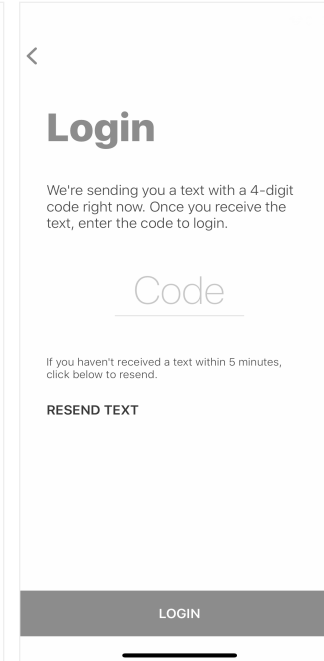 Login
We're sending you a text with a 4-digit
code right now. Once you receive the
text, enter the code to login.
Code
If you haven't received a text within 5 minutes,
click below to resend.
RESEND TEXT
LOGIN